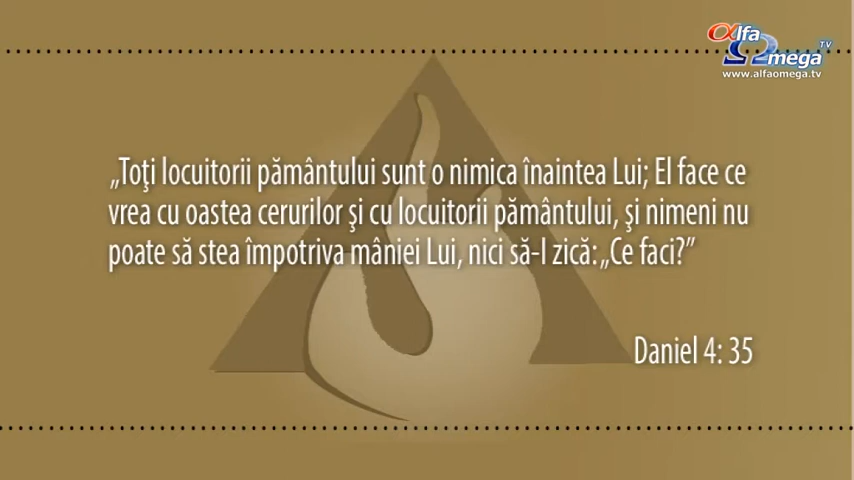 αlfa
Ωmega TV
www.alfaomega.tv
„Toţi locuitorii pământului sunt o nimica înaintea Lui; El face ce
vrea cu oastea cerurilor şi cu locuitorii pământului, şi nimeni nu
poate să stea împotriva mâniei Lui, nici să-I zică: „Ce faci?”
Daniel 4: 35